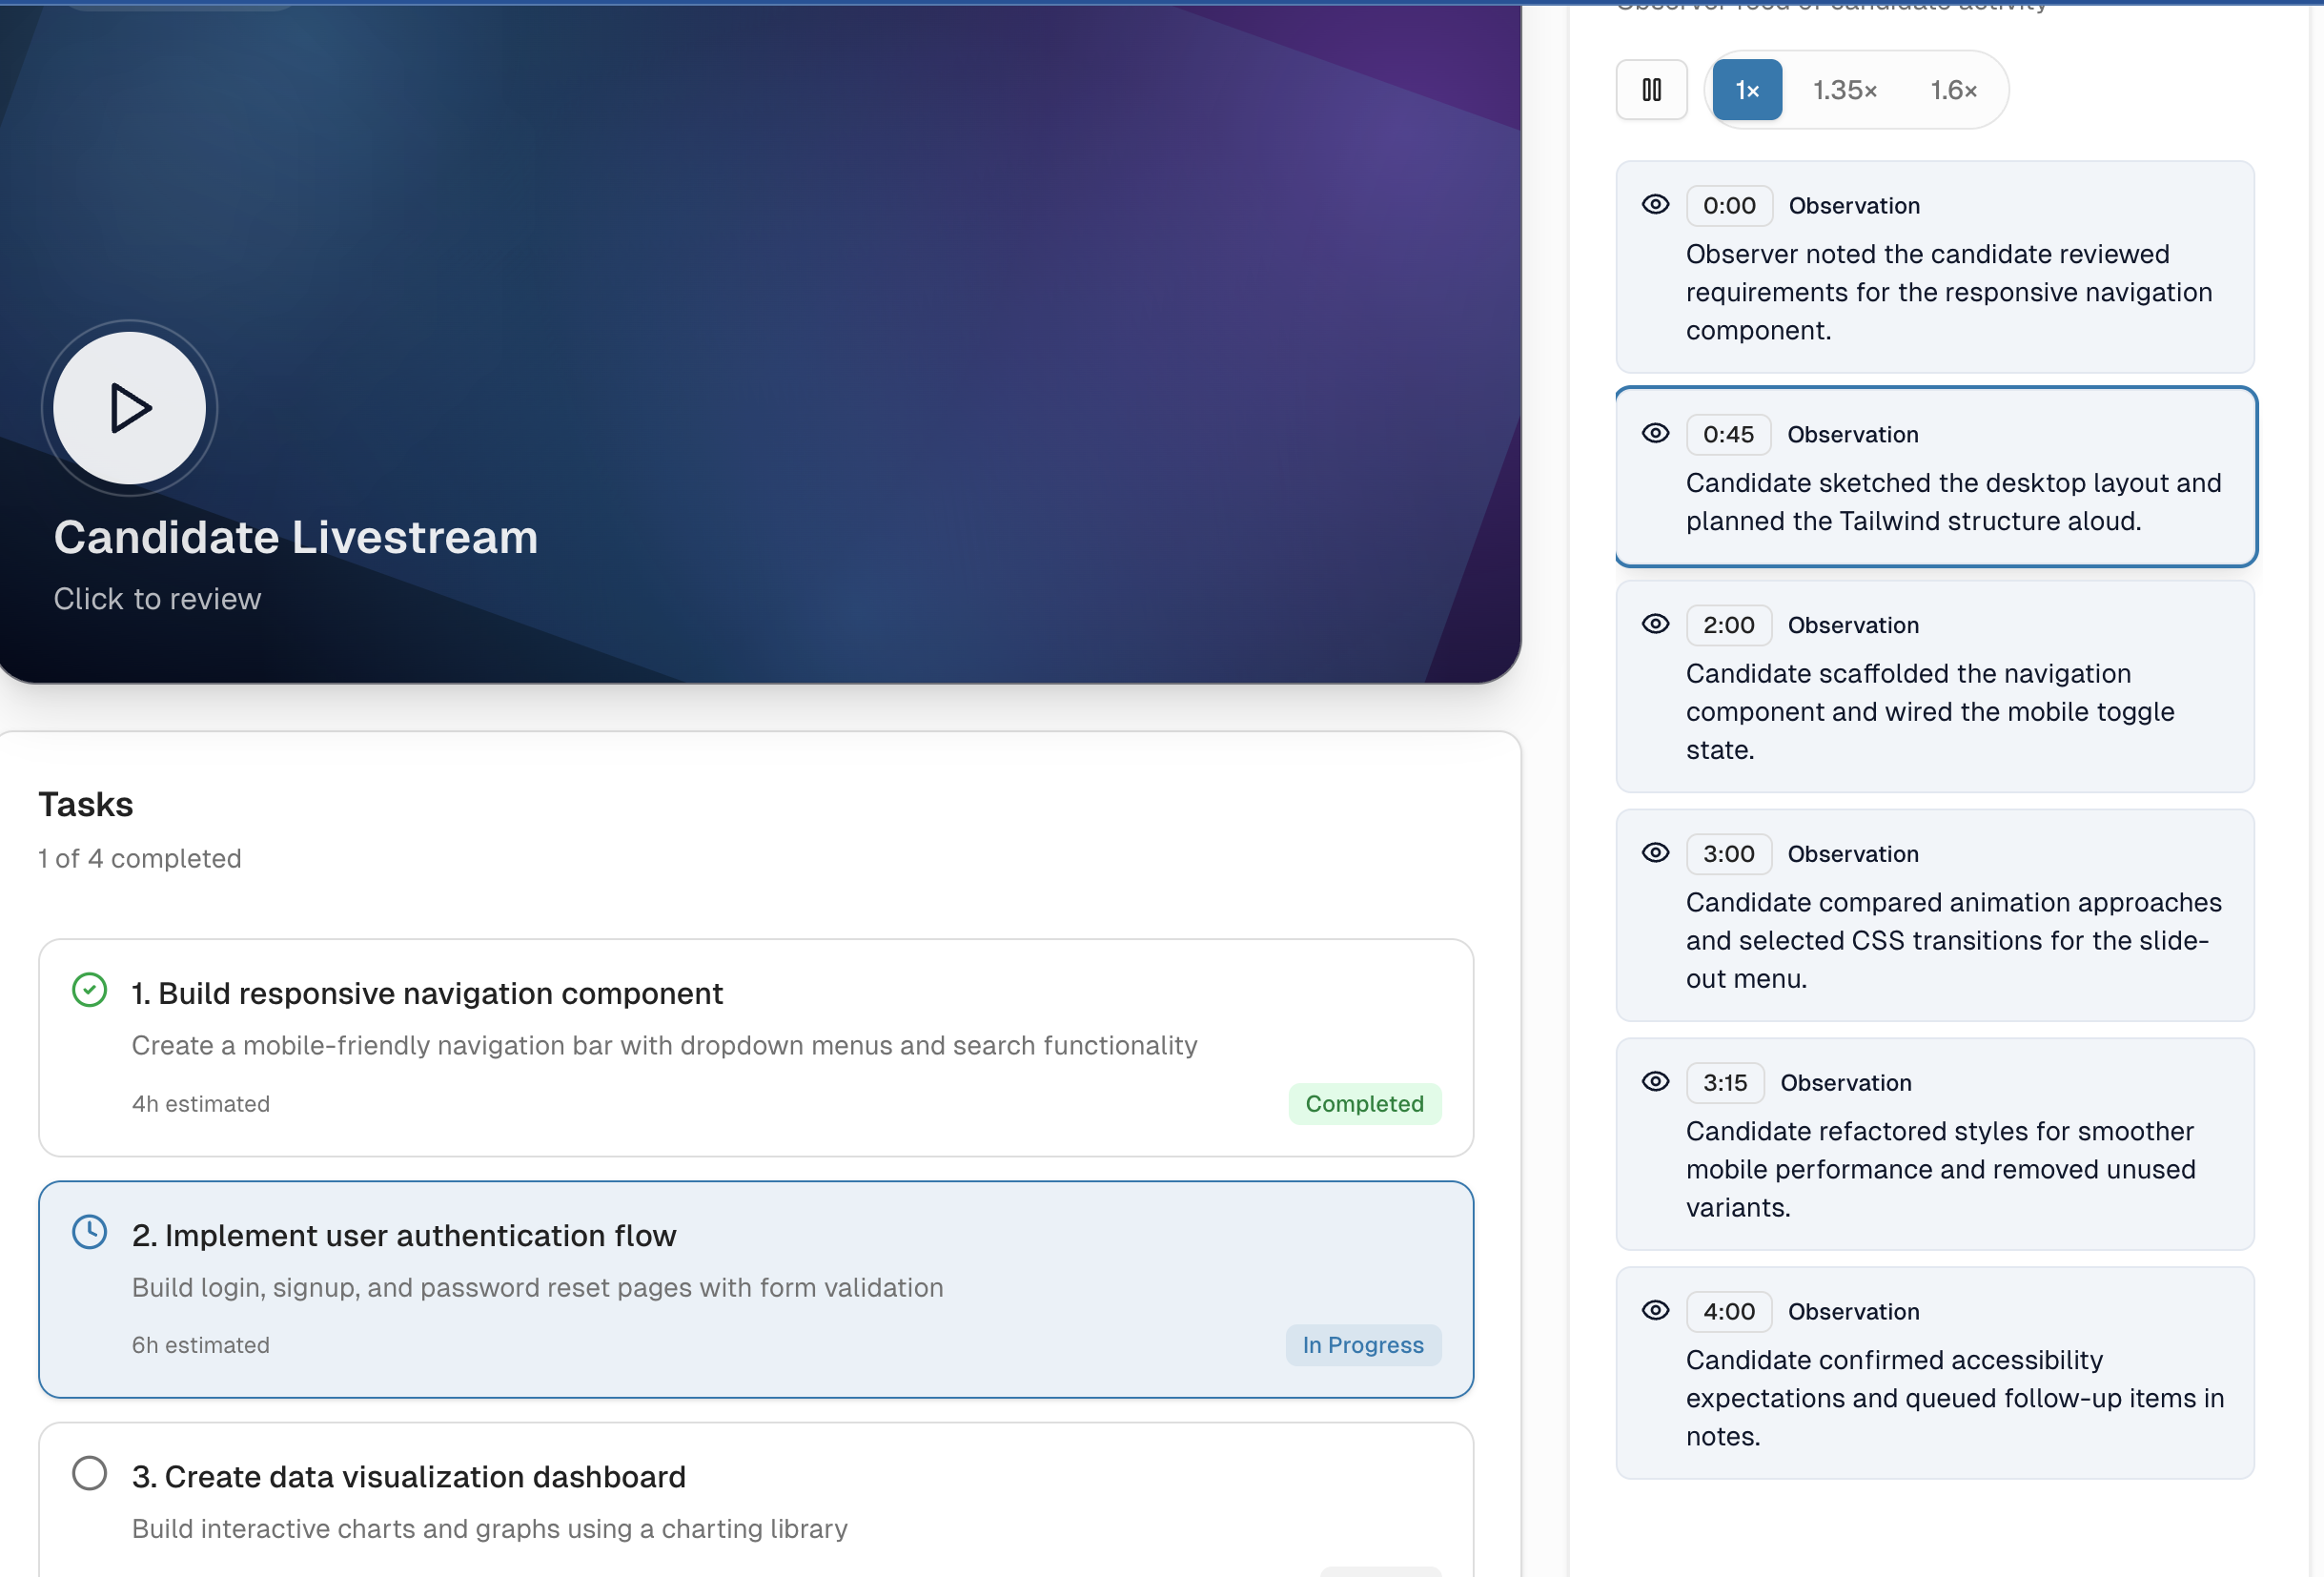 Candidate Livestream
Click to review
Tasks
1 of 4 completed
1. Build responsive navigation component
Create a mobile-friendly navigation bar with dropdown menus and search functionality
4h estimated
Completed
2. Implement user authentication flow
Build login, signup, and password reset pages with form validation
6h estimated
In Progress
3. Create data visualization dashboard
Build interactive charts and graphs using a charting library
Observer feed of candidate activity
1×
1.35×
1.6×
0:00 Observation
Observer noted the candidate reviewed
requirements for the responsive navigation
component.
0:45 Observation
Candidate sketched the desktop layout and
planned the Tailwind structure aloud.
2:00 Observation
Candidate scaffolded the navigation
component and wired the mobile toggle
state.
3:00 Observation
Candidate compared animation approaches
and selected CSS transitions for the slide-
out menu.
3:15 Observation
Candidate refactored styles for smoother
mobile performance and removed unused
variants.
4:00 Observation
Candidate confirmed accessibility
expectations and queued follow-up items in
notes.